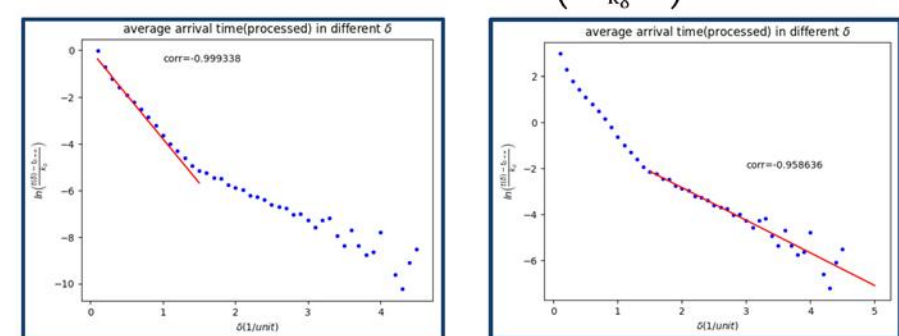 ( k_δ )
average arrival time(processed) in different δ
corr=-0.999338
0
−2
−4
−6
−8
−10
0 1 2 3 4
δ(1/unit)
average arrival time(processed) in different δ
corr=-0.958636
2
0
−2
−4
−6
0 1 2 3 4 5
δ(1/unit)